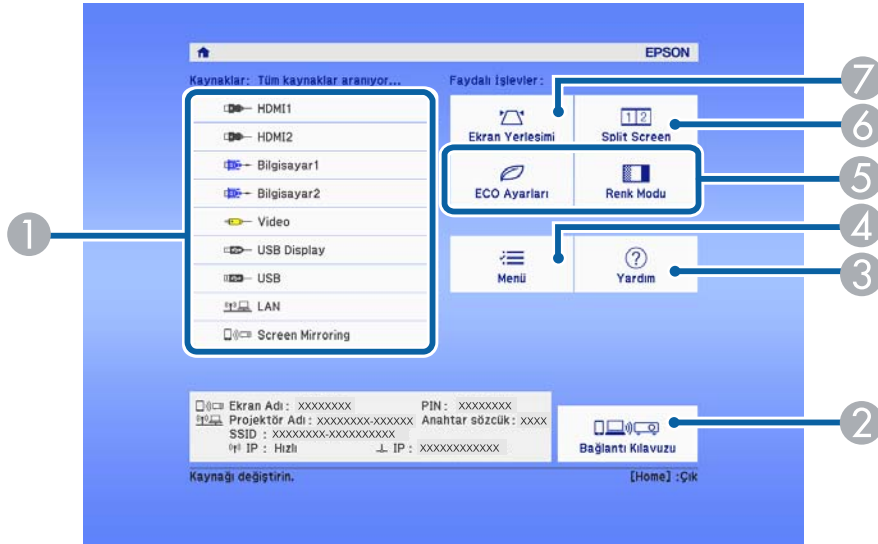 EPSON
Kaynaklar: Tüm kaynaklar aranıyor...
HDMI1
HDMI2
Bilgisayar1
Bilgisayar2
Video
USB Display
USB
LAN
Screen Mirroring
Faydalı İşlevler:
Ekran Yerlesimi
1 2
Split Screen
ECO Ayarları
Renk Modu
Menü
? Yardım
Ekran Adı: XXXXXXXX PIN: XXXXXXXX
Projektör Adı: XXXXXXXX-XXXXXX Anahtar sözcük: XXXX
SSID : XXXXXXXX-XXXXXXXXXX
IP : Hızlı IP : XXXXXXXXXXXX
Bağlantı Kılavuzu
Kaynağı değiştirin. [Home] :Çık
1
7
6
5
4
3
2